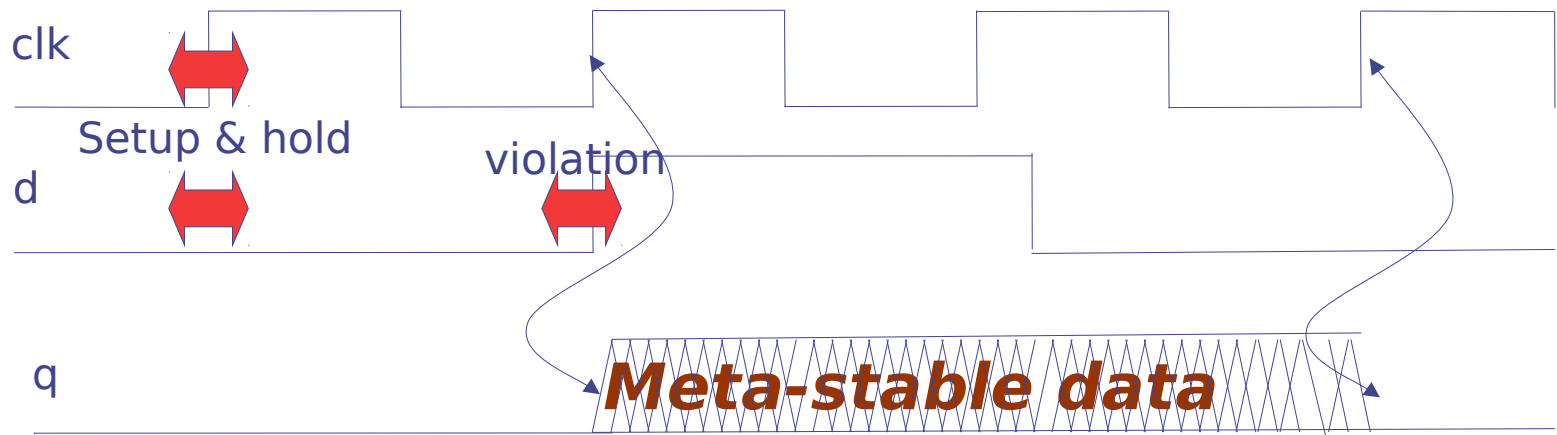 clk
Setup & hold
violation
d
q
Meta-stable data